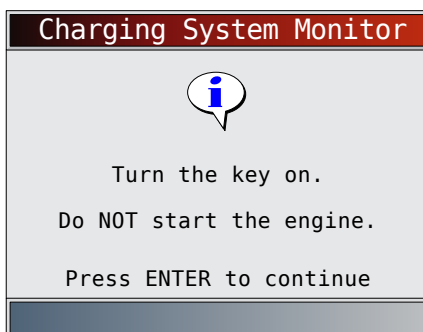 Charging System Monitor
i
Turn the key on.
Do NOT start the engine.
Press ENTER to continue